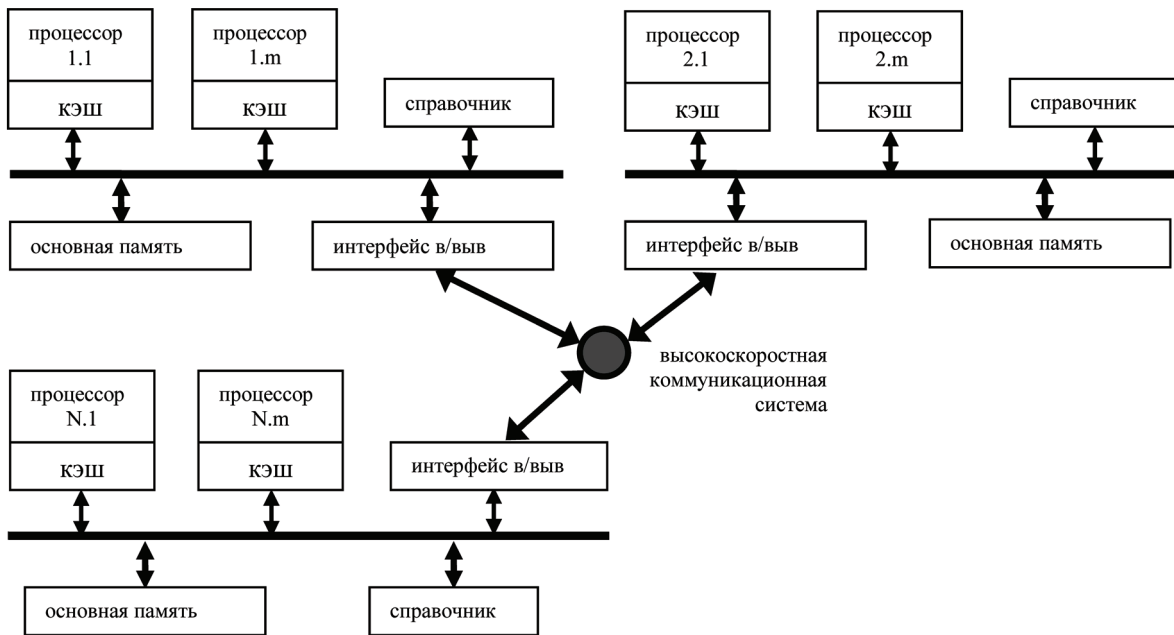 процессор
1.1
кэш
процессор
1.m
кэш
справочник
основная память
интерфейс в/выв
процессор
2.1
кэш
процессор
2.m
кэш
справочник
интерфейс в/выв
основная память
высокоскоростная
коммуникационная
система
процессор
N.1
кэш
процессор
N.m
кэш
интерфейс в/выв
основная память
справочник